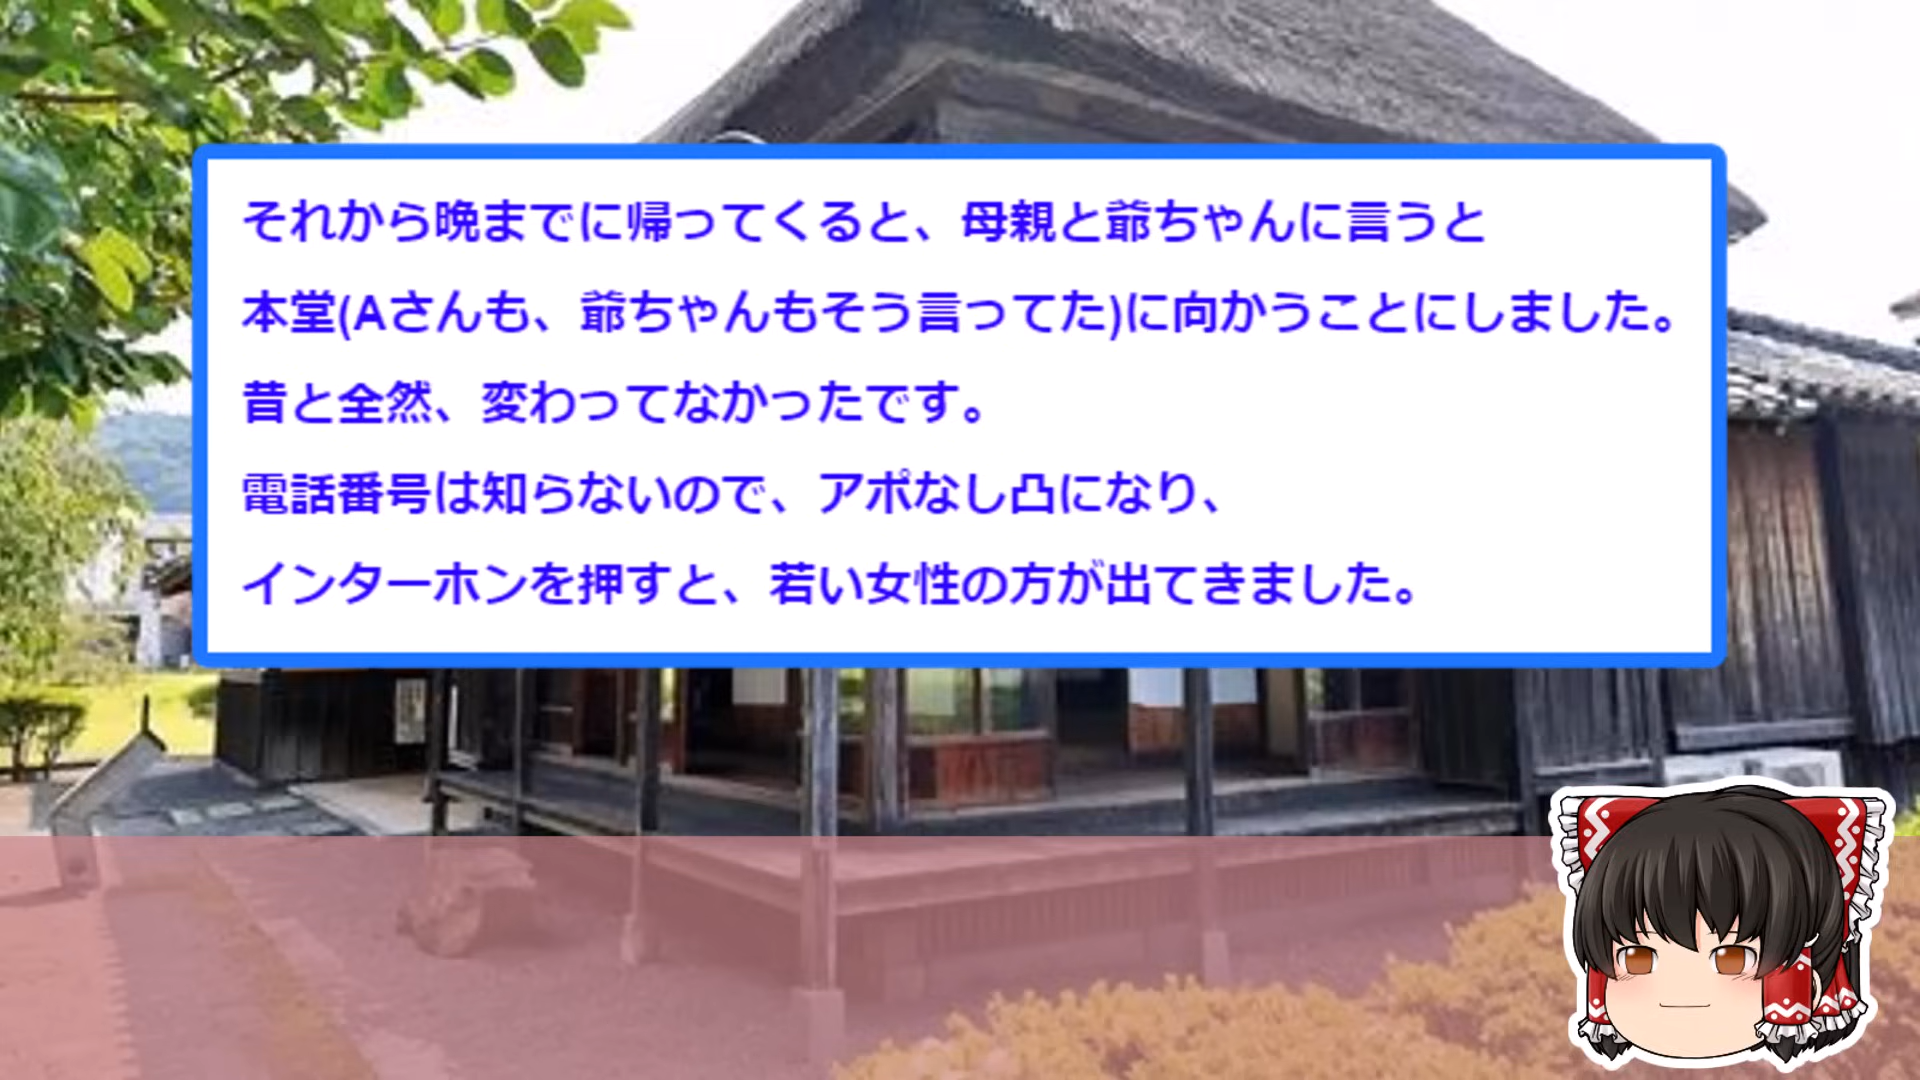 それから晩までに帰ってくると、母親と爺ちゃんに言うと
本堂(Aさんも、爺ちゃんもそう言ってた)に向かうことにしました。
昔と全然、変わってなかったです。
電話番号は知らないので、アポなし凸になり、
インターホンを押すと、若い女性の方が出てきました。